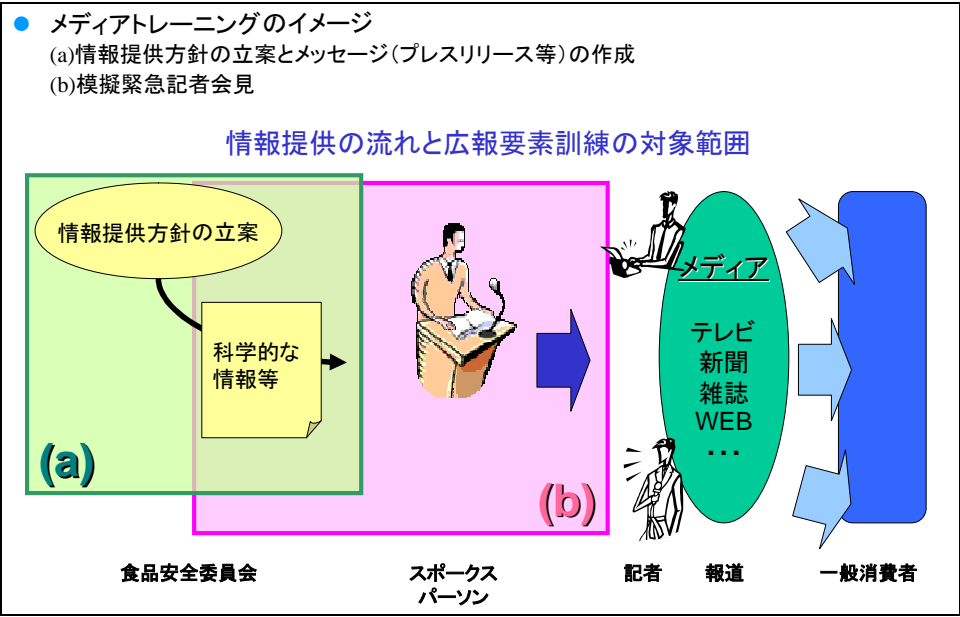 ● メディアトレーニングのイメージ
(a)情報提供方針の立案とメッセージ（プレスリリース等）の作成
(b)模擬緊急記者会見
情報提供の流れと広報要素訓練の対象範囲
情報提供方針の立案
科学的な
情報等
(a)
(b)
メディア
テレビ
新聞
雑誌
WEB
・・・
食品安全委員会
スポークス
パーソン
記者
報道
一般消費者